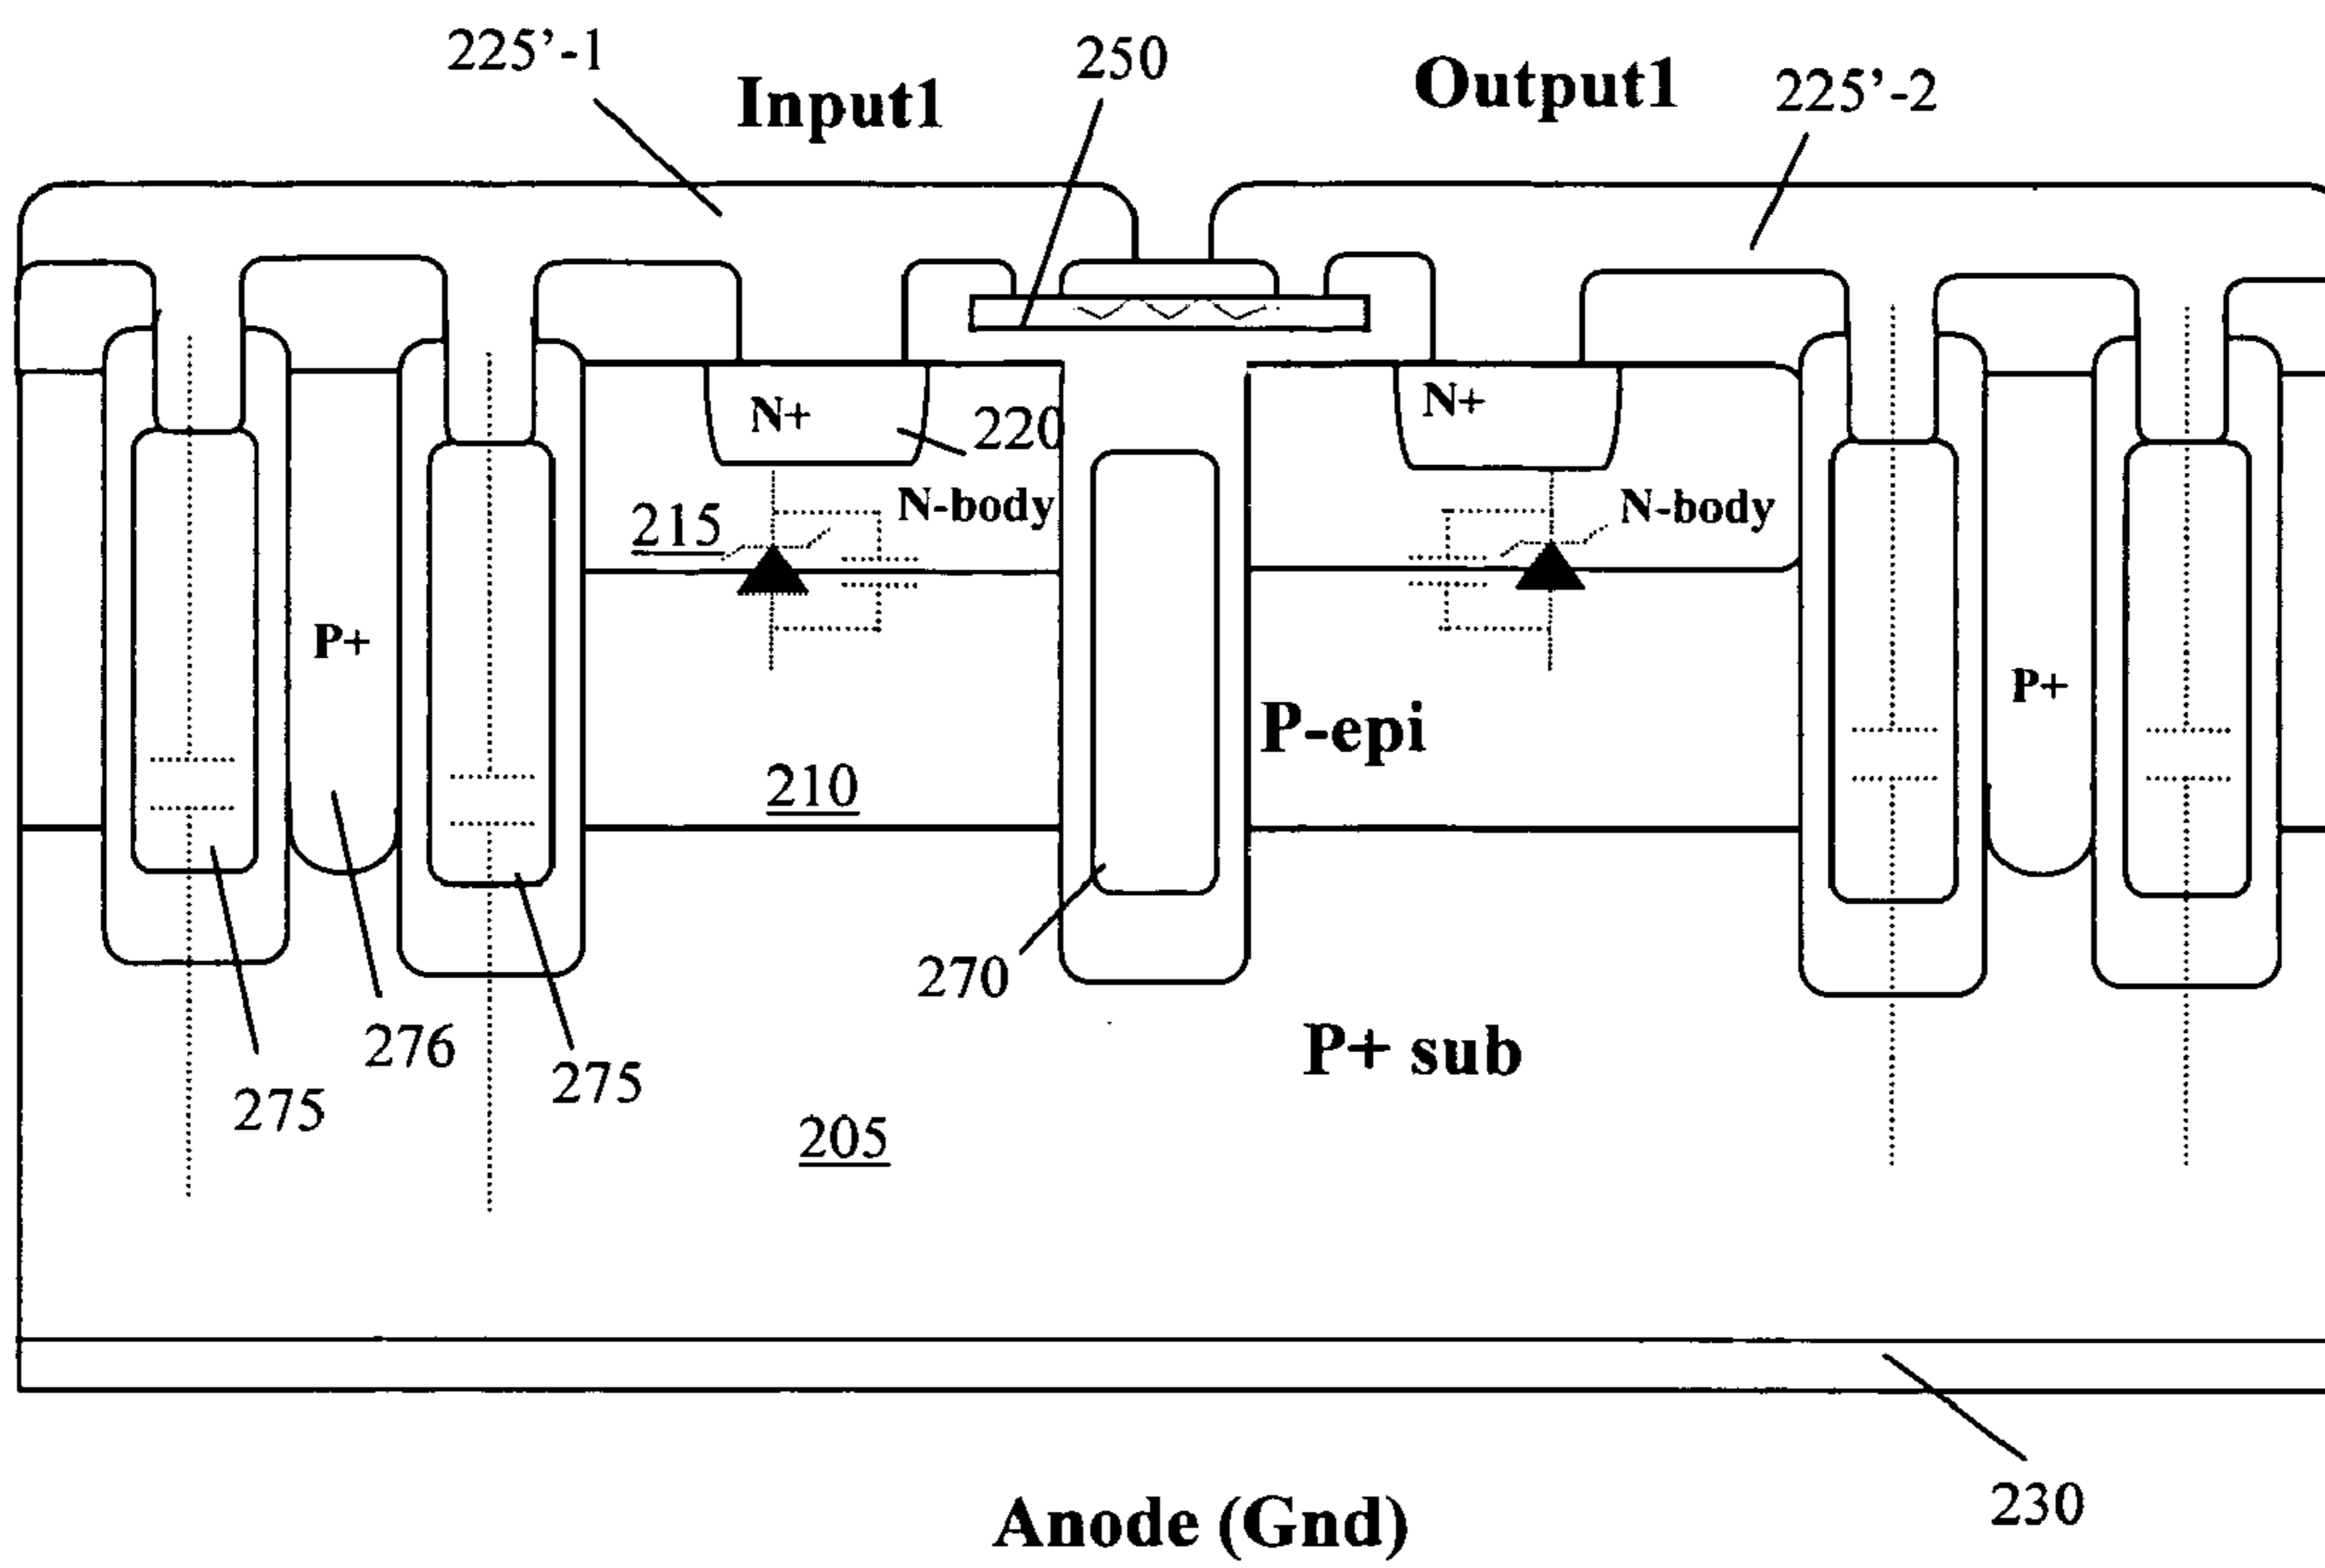 225’-1
Input1
250
Output1
225’-2
N+
220
N+
215
N-body
N-body
P+
P-epi
P+
210
270
276
275
275
P+ sub
205
230
Anode (Gnd)